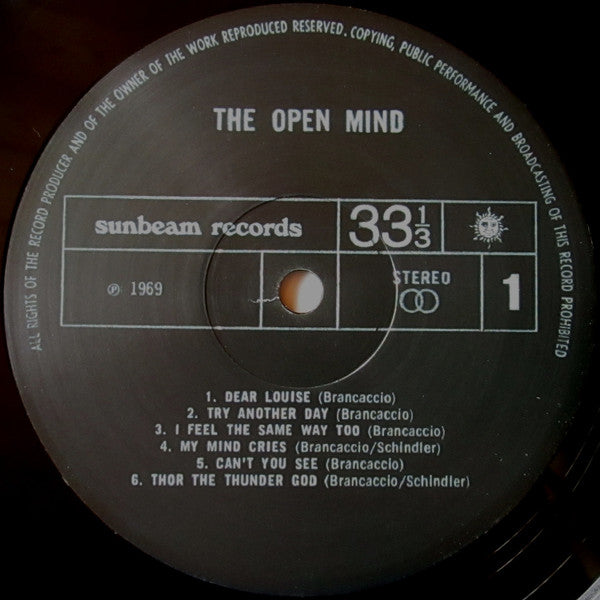 ALL RIGHTS OF THE RECORD PRODUCER AND OF THE OWNER OF THE WORK REPRODUCED RESERVED. COPYING, PUBLIC PERFORMANCE AND BROADCASTING OF THIS RECORD PROHIBITED
THE OPEN MIND
sunbeam records
33⅓
℗ 1969
STEREO
1
1. DEAR LOUISE (Brancaccio)
2. TRY ANOTHER DAY (Brancaccio)
3. I FEEL THE SAME WAY TOO (Brancaccio)
4. MY MIND CRIES (Brancaccio/Schindler)
5. CAN'T YOU SEE (Brancaccio)
6. THOR THE THUNDER GOD (Brancaccio/Schindler)